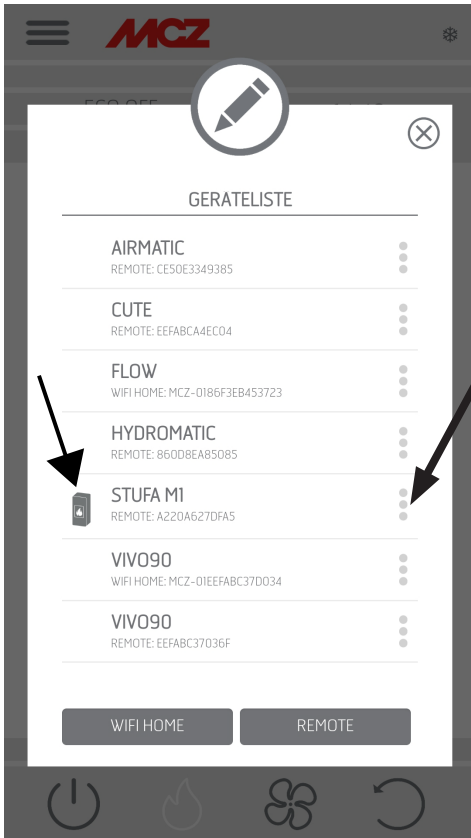 MCZ
GERATELISTE
AIRMATIC
REMOTE: CE50E3349385
CUTE
REMOTE: EEFABCA4EC04
FLOW
WIFI HOME: MCZ-0186F3EB453723
HYDROMATIC
REMOTE: 860D8EA85085
STUFA M1
REMOTE: A220A627DFA5
VIVO90
WIFI HOME: MCZ-01EEFABC37D034
VIVO90
REMOTE: EEFABC37036F
WIFI HOME
REMOTE